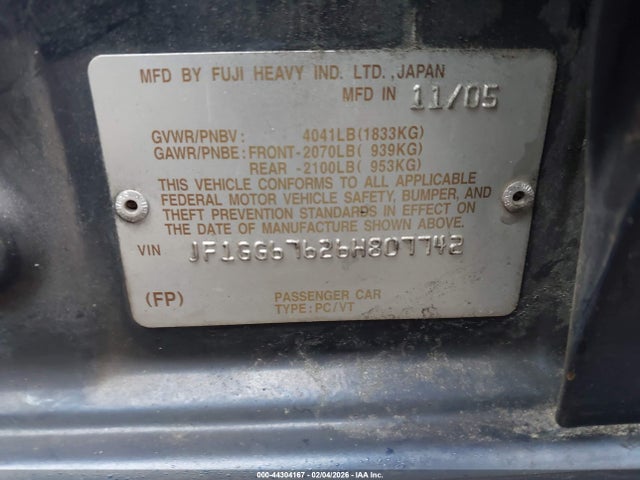 MFD BY FUJI HEAVY IND. LTD.,JAPAN
MFD IN 11/05
GVWR/PNBV: 4041LB(1833KG)
GAWR/PNBE: FRONT-2070LB( 939KG)
REAR -2100LB( 953KG)
THIS VEHICLE CONFORMS TO ALL APPLICABLE
FEDERAL MOTOR VEHICLE SAFETY, BUMPER, AND
THEFT PREVENTION STANDARDS IN EFFECT ON
THE DATE OF MANUFACTURE SHOWN ABOVE.
VIN JF1GG67626H807742
(FP) PASSENGER CAR
TYPE: PC/VT
000-44304167 - 02/04/2026 - IAA Inc.